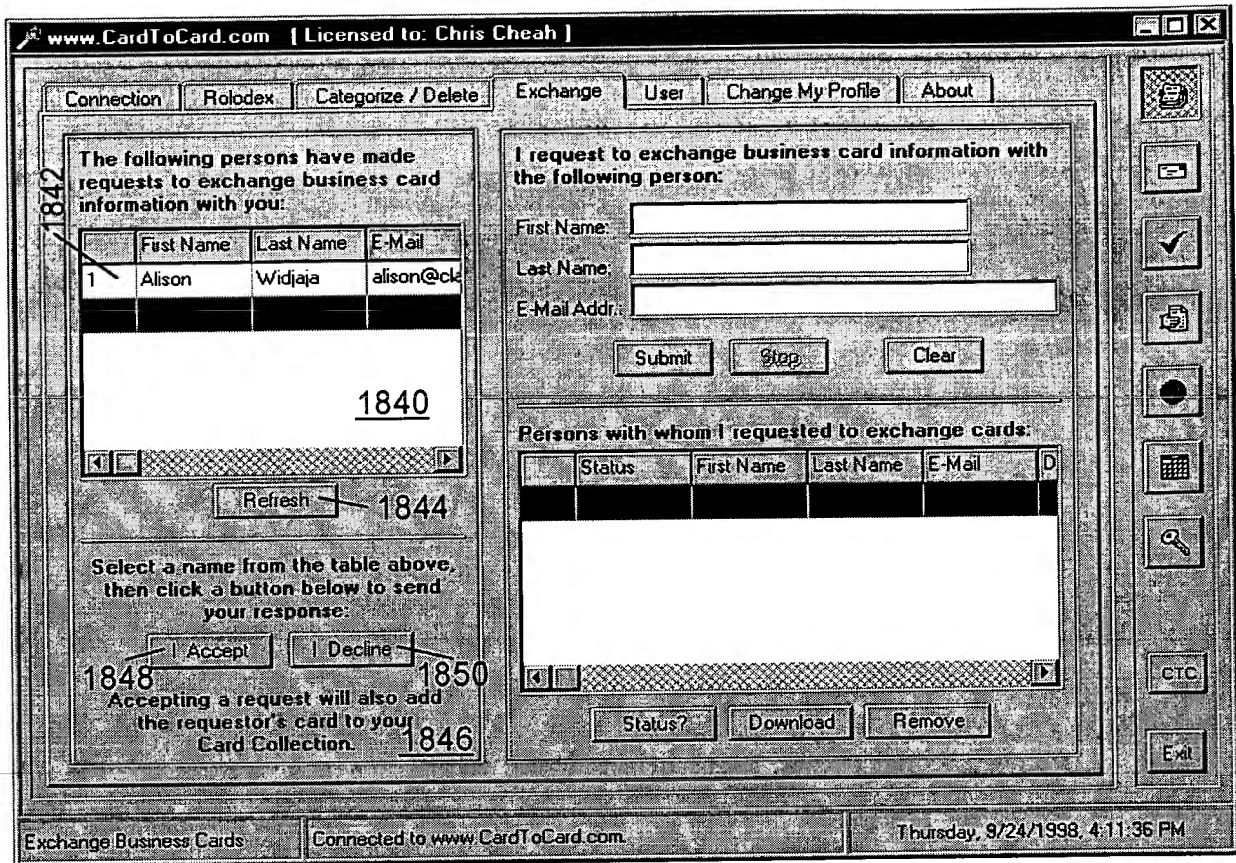 www.CardToCard.com [ Licensed to: Chris Cheah ]
Connection Rolodex Categorize / Delete Exchange User Change My Profile About
The following persons have made
requests to exchange business card
information with you:
1842
First Name Last Name E-Mail
1 Alison Widjaja alison@cla
1840
Refresh 1844
Select a name from the table above,
then click a button below to send
your response:
I Accept I Decline
1848 1850
Accepting a request will also add
the requestor's card to your
Card Collection. 1846
I request to exchange business card information with
the following person:
First Name:
Last Name:
E-Mail Addr.:
Submit Stop Clear
Persons with whom I requested to exchange cards:
Status First Name Last Name E-Mail D
Status? Download Remove
CTC
Exit
Exchange Business Cards Connected to www.CardToCard.com. Thursday, 9/24/1998, 4:11:36 PM